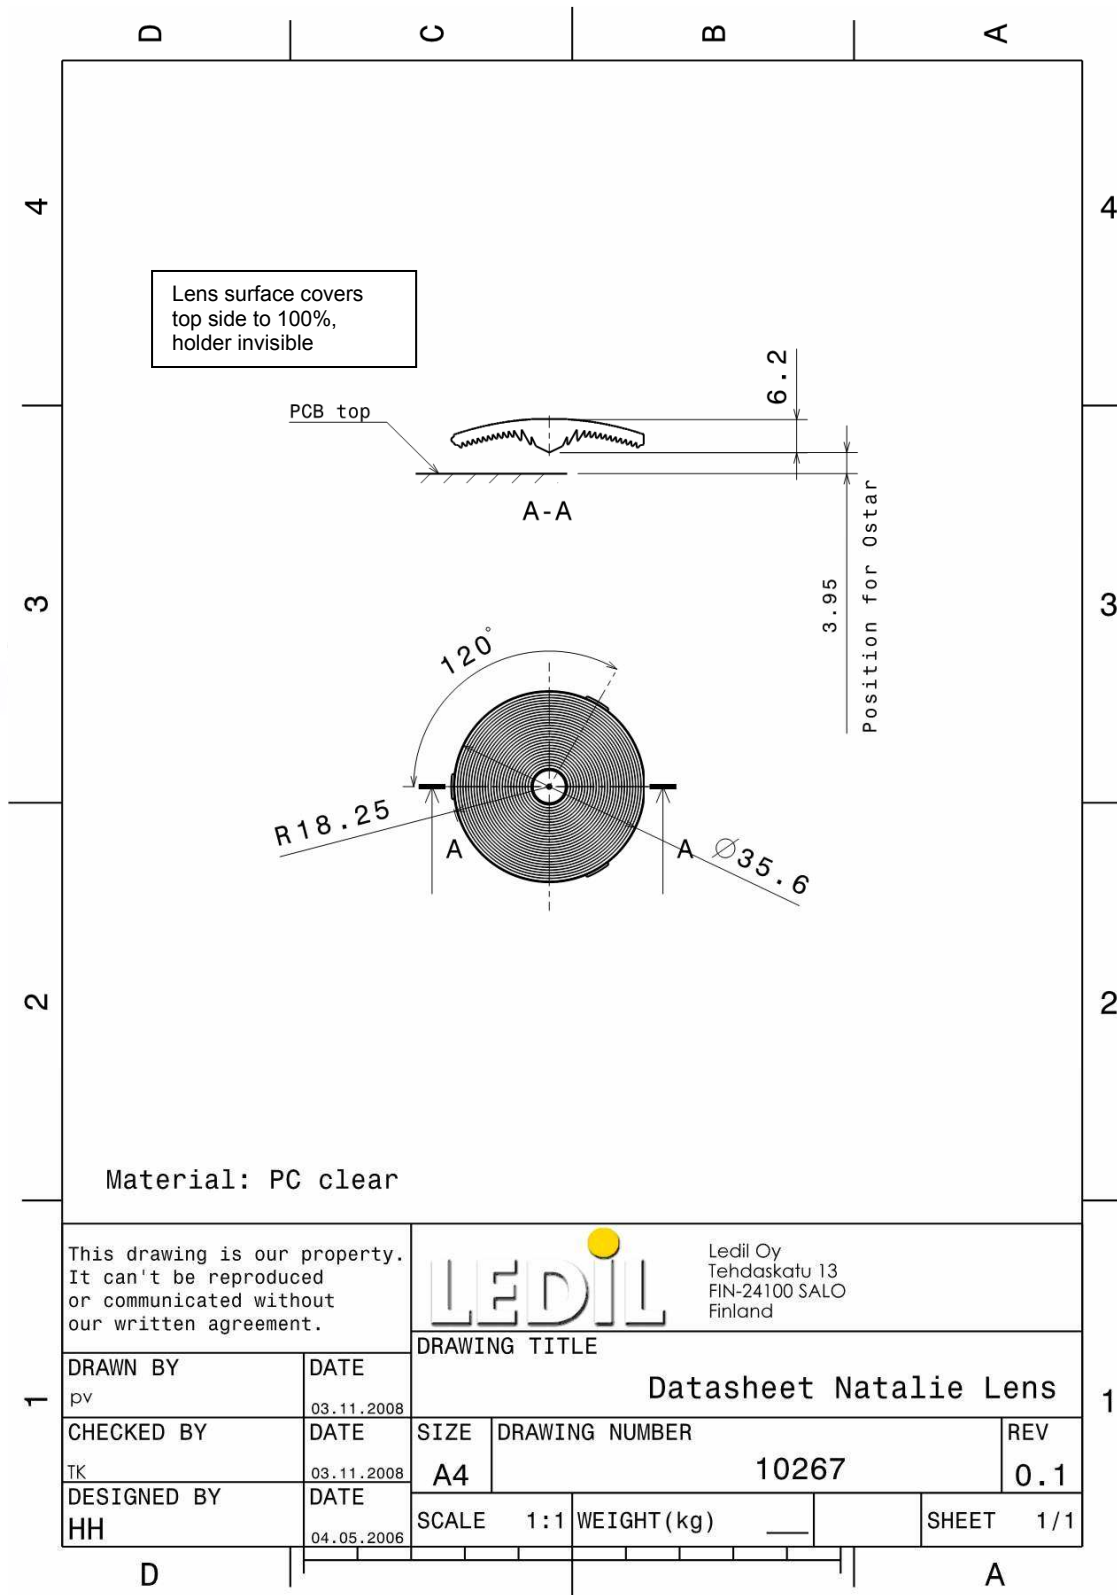 D C B A
4 4
Lens surface covers
top side to 100%,
holder invisible
6.2
PCB top
A-A
3.95
Position for Ostar
3 3
120°
R18.25
A A
Ø35.6
2 2
Material: PC clear
This drawing is our property.
It can't be reproduced
or communicated without
our written agreement.
LEDiL
Ledil Oy
Tehdaskatu 13
FIN-24100 SALO
Finland
DRAWING TITLE
Datasheet Natalie Lens
DRAWN BY DATE
pv 03.11.2008
1 1
CHECKED BY DATE
TK 03.11.2008
SIZE DRAWING NUMBER REV
A4 10267 0.1
DESIGNED BY DATE
HH 04.05.2006
SCALE 1:1 WEIGHT(kg) ___ SHEET 1/1
D A